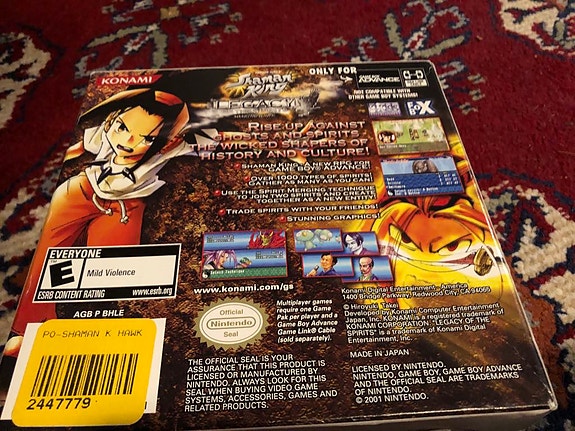 KONAMI
Shaman King
LEGACY
ONLY FOR
GAME BOY ADVANCE
NOT COMPATIBLE WITH
OTHER GAME BOY SYSTEMS!
RISE UP AGAINST
GHOSTS AND SPIRITS -
THE WICKED SHAPERS OF
HISTORY AND CULTURE!
SHAMAN KING - A NEW RPG FOR
GAME BOY® ADVANCE
OVER 1000 TYPES OF SPIRITS!
GATHER AS MANY AS YOU CAN!
USE THE SPIRIT MERGING TECHNIQUE
TO JOIN TWO SPIRITS AND CREATE
TOGETHER AS A NEW ENTITY!
TRADE SPIRITS WITH YOUR FRIENDS!
STUNNING GRAPHICS!
EVERYONE
E
Mild Violence
ESRB CONTENT RATING www.esrb.org
AGB P BHLE
www.konami.com/gs
Official
Nintendo
Seal
Multiplayer games
require one Game
Pak per player and a
Game Boy Advance
Game Link® Cable
(sold separately).
THE OFFICIAL SEAL IS YOUR
ASSURANCE THAT THIS PRODUCT IS
LICENSED OR MANUFACTURED BY
NINTENDO. ALWAYS LOOK FOR THIS
SEAL WHEN BUYING VIDEO GAME
SYSTEMS, ACCESSORIES, GAMES AND
RELATED PRODUCTS.
Konami Digital Entertainment - America
1400 Bridge Parkway, Redwood City, CA 94065
© Hiroyuki Takei
Developed by Konami Computer Entertainment
Japan, Inc. "KONAMI" is a registered trademark of
KONAMI CORPORATION. "LEGACY OF THE
SPIRITS" is a trademark of Konami Digital
Entertainment, Inc.
MADE IN JAPAN
LICENSED BY NINTENDO.
NINTENDO, GAME BOY, GAME BOY ADVANCE
AND THE OFFICIAL SEAL ARE TRADEMARKS
OF NINTENDO.
© 2001 NINTENDO.
PO-SHAMAN K HAWK
2447779